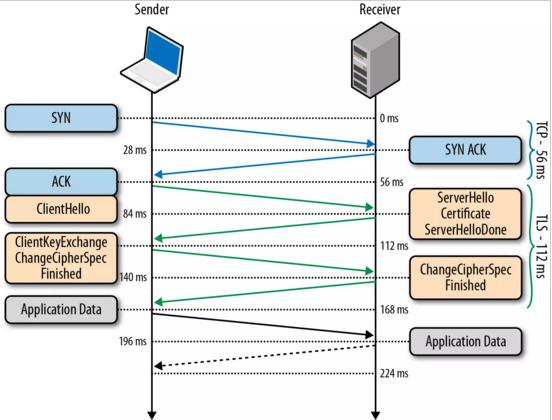 Sender
Receiver
SYN
0 ms
28 ms
SYN ACK
TCP - 56 ms
ACK
56 ms
ClientHello
84 ms
ServerHello
Certificate
ServerHelloDone
TLS - 112 ms
ClientKeyExchange
ChangeCipherSpec
Finished
112 ms
140 ms
ChangeCipherSpec
Finished
Application Data
168 ms
196 ms
Application Data
224 ms